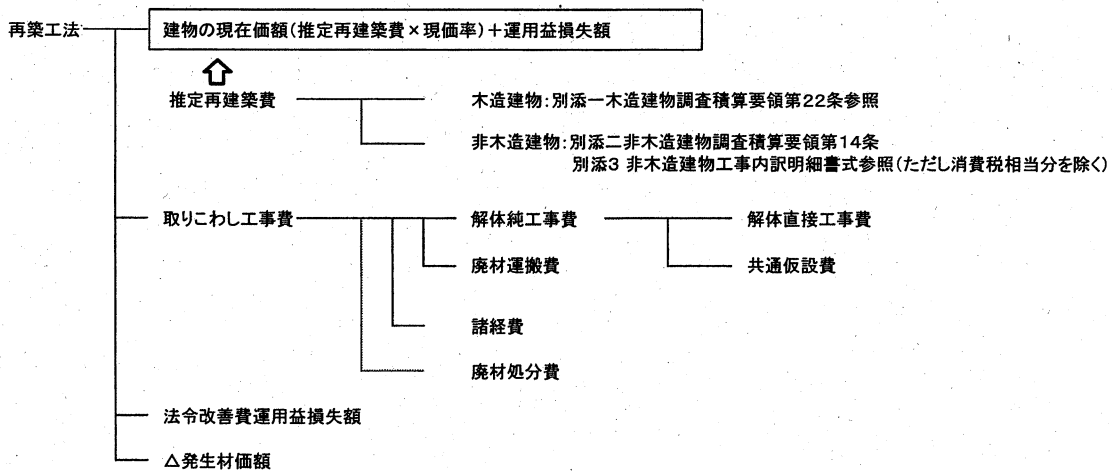 再築工法
建物の現在価額(推定再建築費×現価率)+運用益損失額
推定再建築費
木造建物:別添一木造建物調査積算要領第22条参照
非木造建物:別添二非木造建物調査積算要領第14条
別添3 非木造建物工事内訳明細書式参照(ただし消費税相当分を除く)
取りこわし工事費
解体純工事費
解体直接工事費
廃材運搬費
共通仮設費
諸経費
廃材処分費
法令改善費運用益損失額
△発生材価額